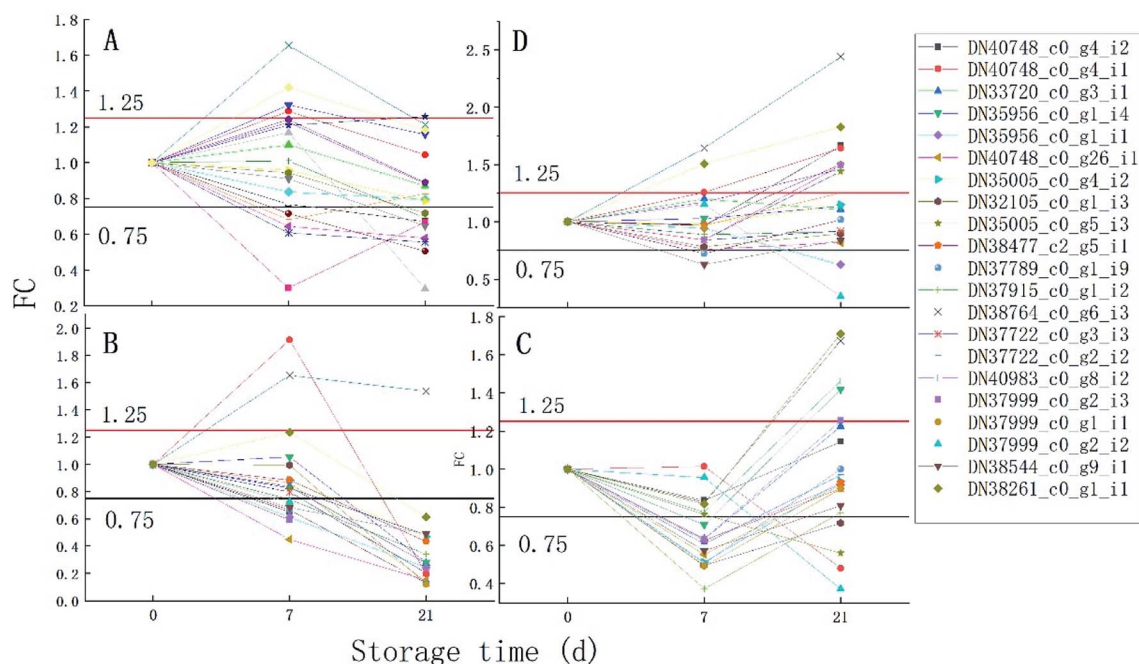 A
D
B
C
FC
FC
1.8
1.6
1.4
1.2
1.0
0.8
0.6
0.4
0.2
1.25
0.75
2.5
2.0
1.5
1.0
0.5
1.25
0.75
2.0
1.8
1.6
1.4
1.2
1.0
0.8
0.6
0.4
0.2
0.0
1.25
0.75
1.8
1.6
1.4
1.2
1.0
0.8
0.6
0.4
1.25
0.75
0 7 21
0 7 21
Storage time (d)
DN40748_c0_g4_i2
DN40748_c0_g4_i1
DN33720_c0_g3_i1
DN35956_c0_g1_i4
DN35956_c0_g1_i1
DN40748_c0_g26_i1
DN35005_c0_g4_i2
DN32105_c0_g1_i3
DN35005_c0_g5_i3
DN38477_c2_g5_i1
DN37789_c0_g1_i9
DN37915_c0_g1_i2
DN38764_c0_g6_i3
DN37722_c0_g3_i3
DN37722_c0_g2_i2
DN40983_c0_g8_i2
DN37999_c0_g2_i3
DN37999_c0_g1_i1
DN37999_c0_g2_i2
DN38544_c0_g9_i1
DN38261_c0_g1_i1